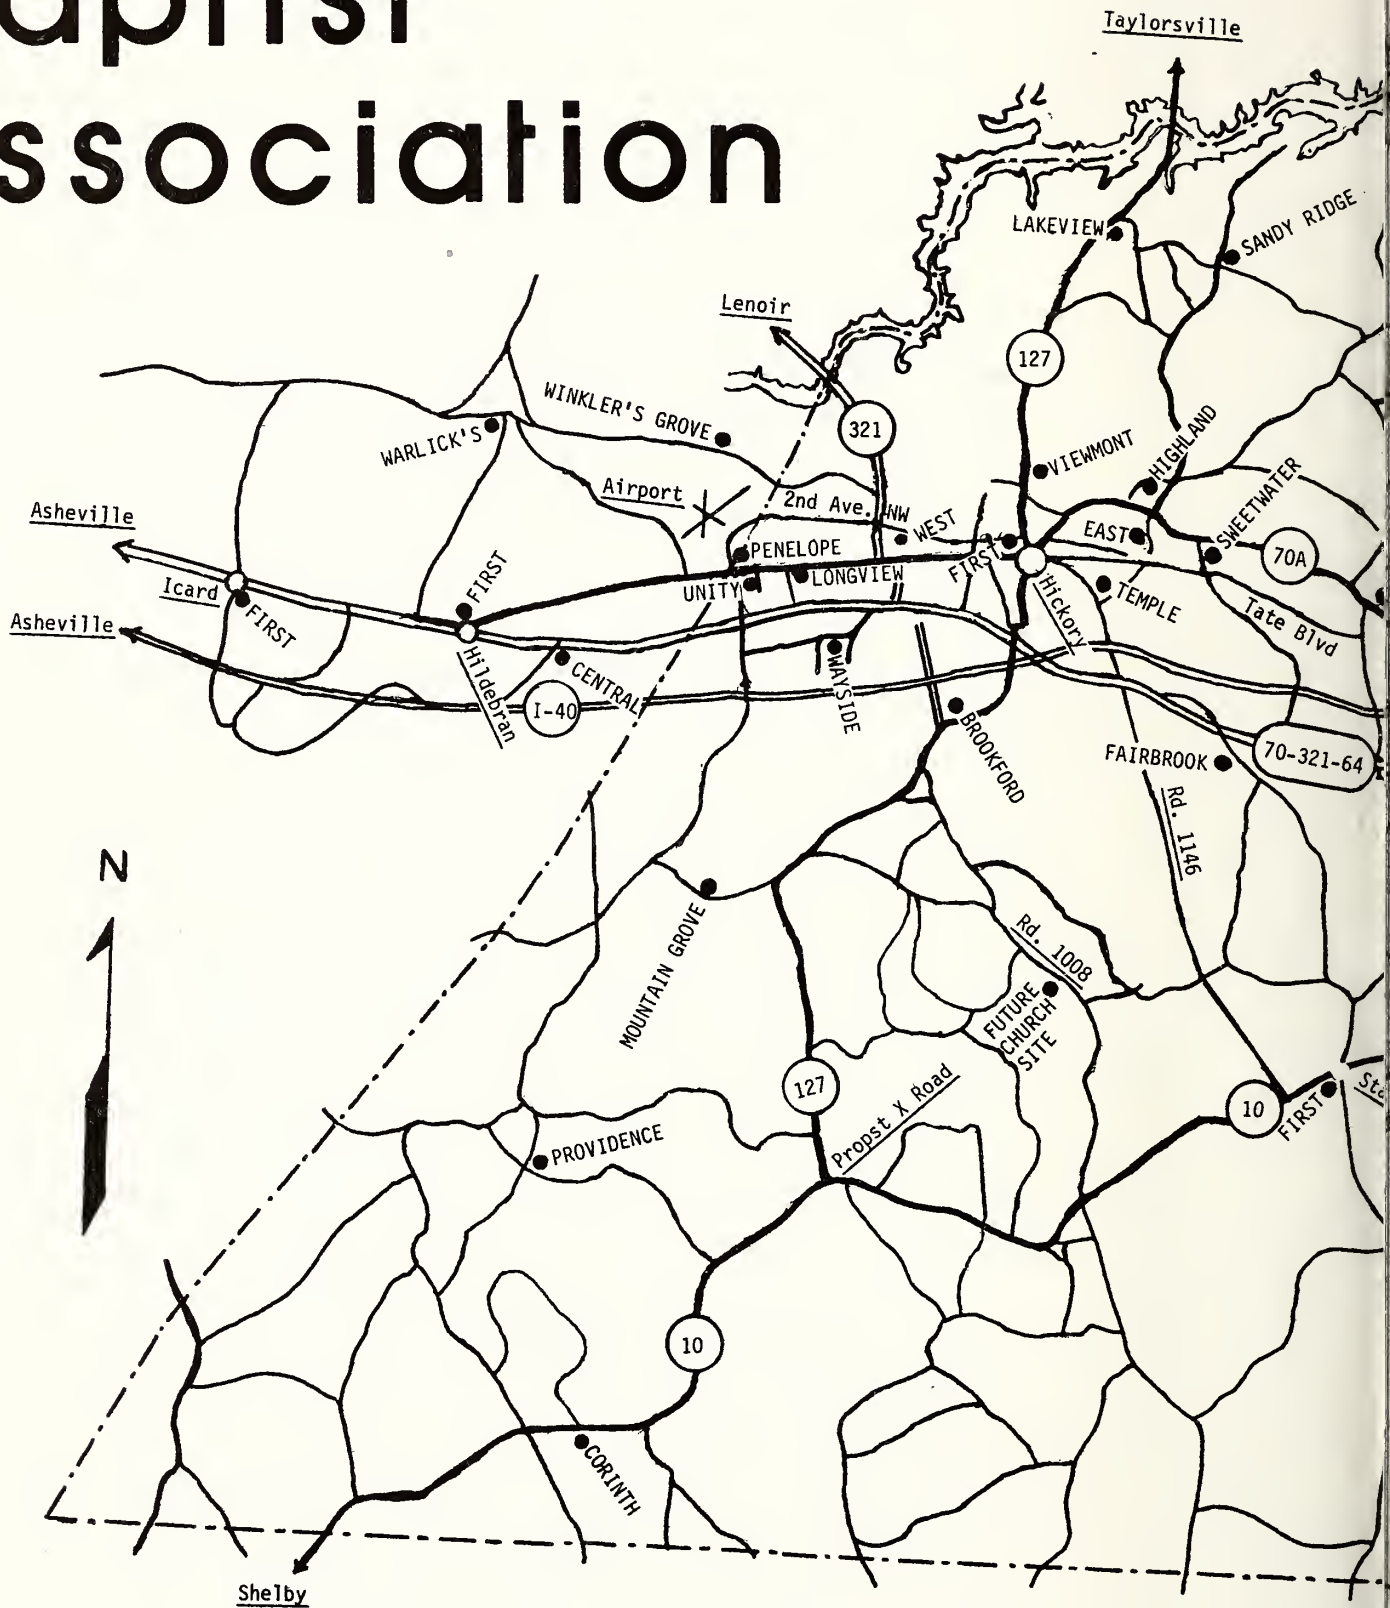 aptist
ssociation
Taylorsville
LAKEVIEW
SANDY RIDGE
Lenoir
127
WINKLER'S GROVE
321
WARLICK'S
VIEWMONT
HIGHLAND
Airport
2nd Ave. NW
SWEETWATER
Asheville
WEST
EAST
PENELOPE
FIRST
70A
UNITY
LONGVIEW
Icard
FIRST
FIRST
Hickory
TEMPLE
Tate Blvd
Asheville
Hildebran
CENTRAL
WAYSIDE
I-40
BROOKFORD
FAIRBROOK
70-321-64
Rd. 1146
N
MOUNTAIN GROVE
Rd. 1008
FUTURE
CHURCH
SITE
127
Propst X Road
10
FIRST
Sta
PROVIDENCE
10
CORINTH
Shelby